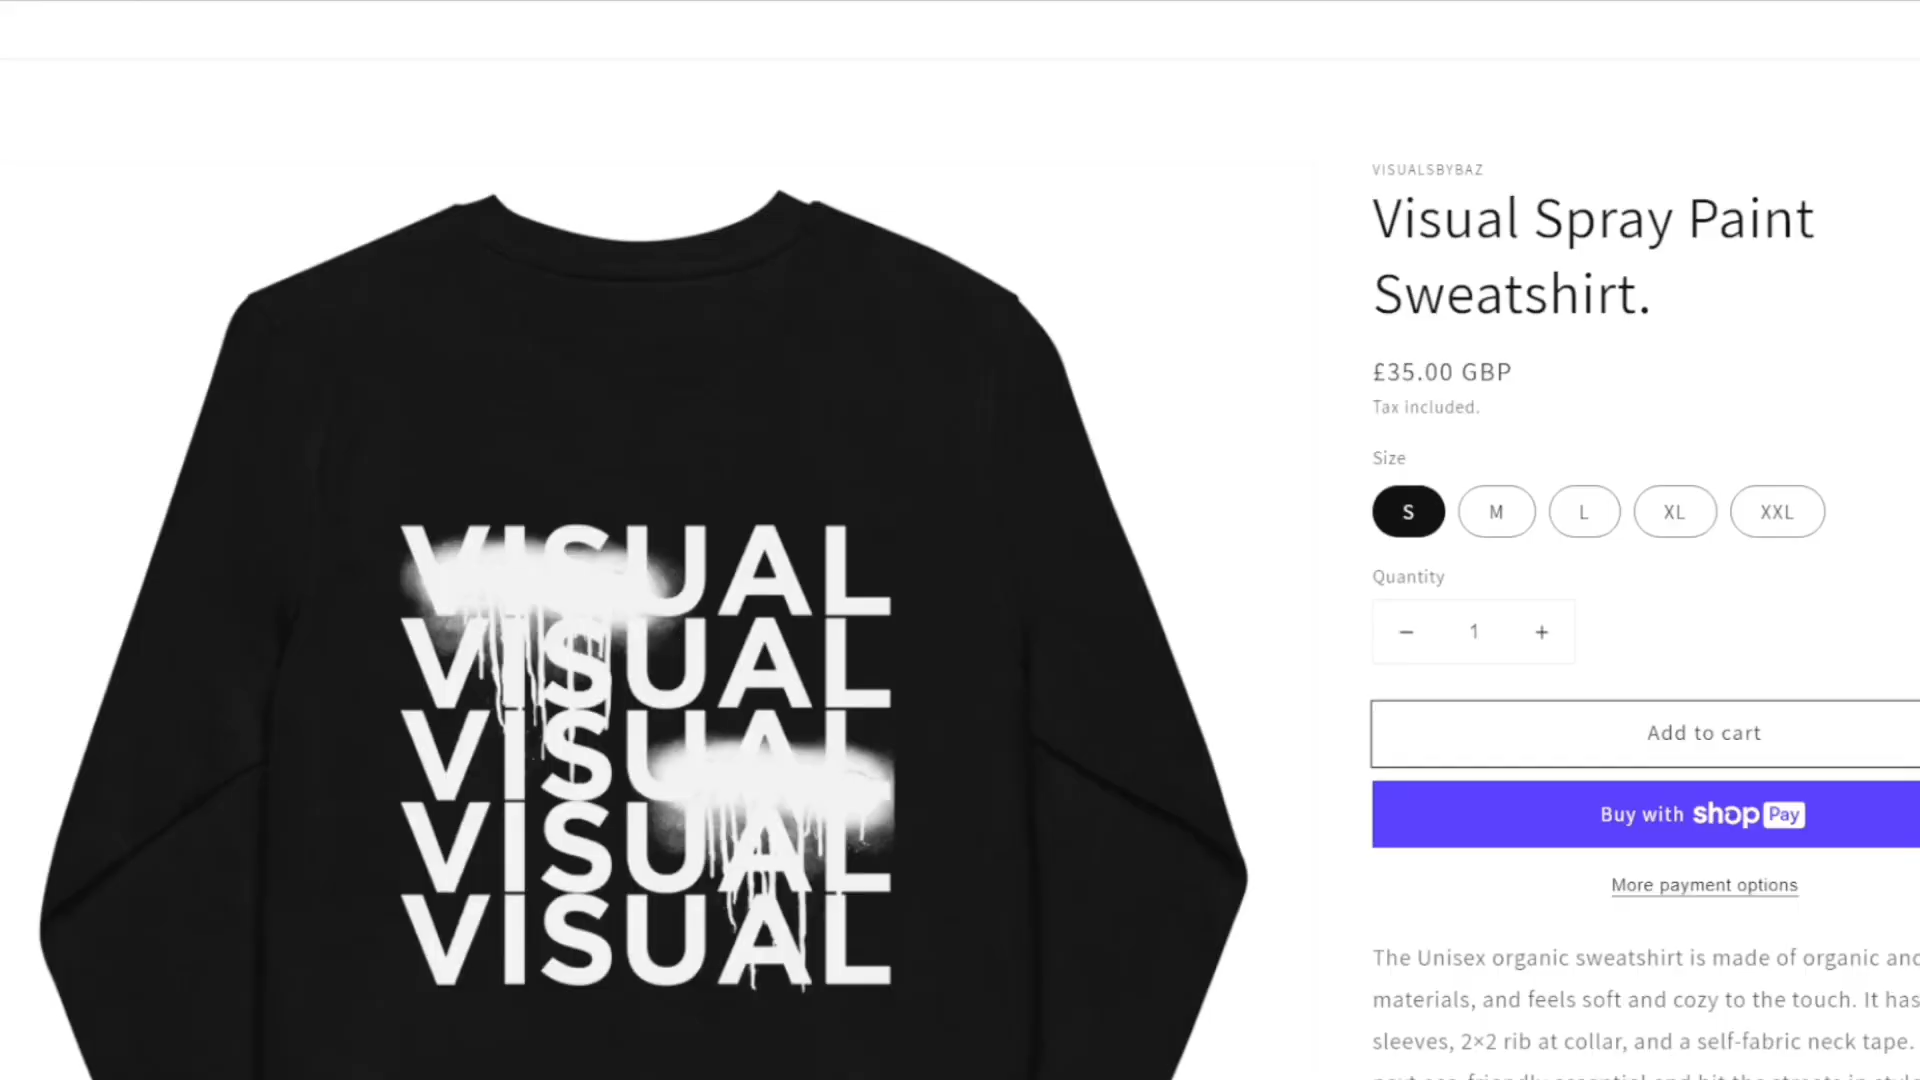 VISUALSBYBAZ
Visual Spray Paint
Sweatshirt.
£35.00 GBP
Tax included.
Size
S M L XL XXL
Quantity
− 1 +
Add to cart
Buy with shop Pay
More payment options
The Unisex organic sweatshirt is made of organic and
materials, and feels soft and cozy to the touch. It has
sleeves, 2×2 rib at collar, and a self-fabric neck tape.
VISUAL
VISUAL
VISUAL
VISUAL
VISUAL